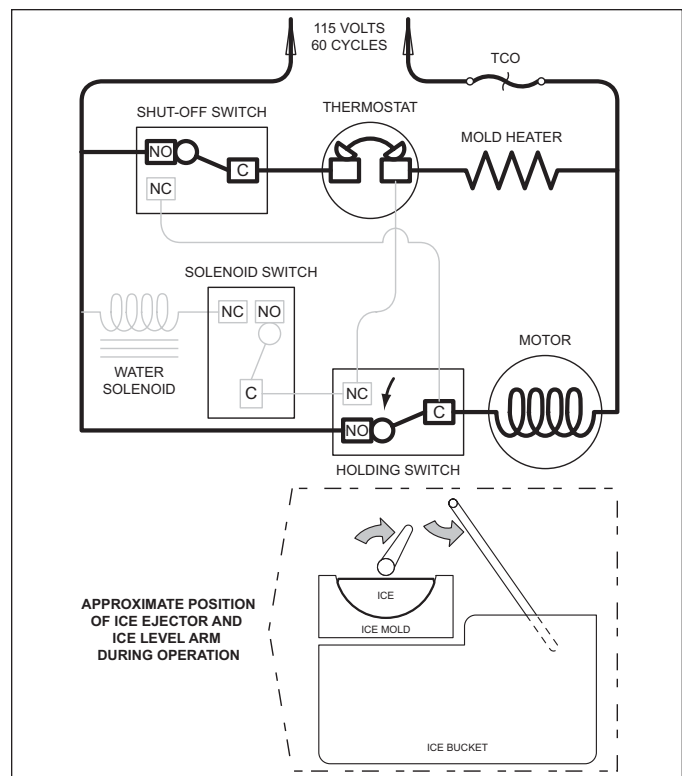 115 VOLTS
60 CYCLES
TCO
SHUT-OFF SWITCH
THERMOSTAT
MOLD HEATER
NO
C
NC
SOLENOID SWITCH
NC
NO
MOTOR
WATER
SOLENOID
C
NC
C
NO
HOLDING SWITCH
APPROXIMATE POSITION
OF ICE EJECTOR AND
ICE LEVEL ARM
DURING OPERATION
ICE
ICE MOLD
ICE BUCKET